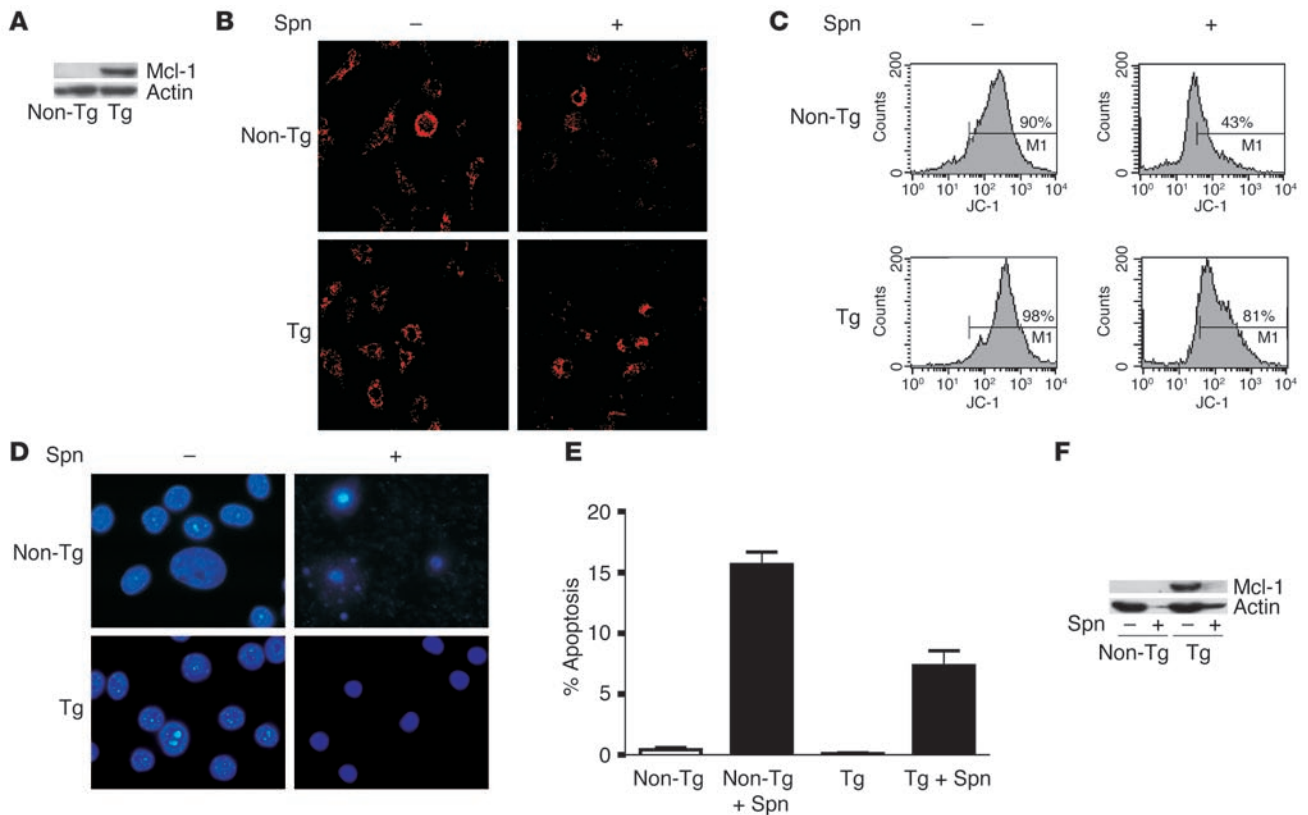 A
Mcl-1
Actin
Non-Tg Tg
B
Spn – +
Non-Tg
Tg
C
Spn – +
Non-Tg
200
Counts
0
90%
M1
10⁰ 10¹ 10² 10³ 10⁴
JC-1
200
Counts
0
43%
M1
10⁰ 10¹ 10² 10³ 10⁴
JC-1
Tg
200
Counts
0
98%
M1
10⁰ 10¹ 10² 10³ 10⁴
JC-1
200
Counts
0
81%
M1
10⁰ 10¹ 10² 10³ 10⁴
JC-1
D
Spn – +
Non-Tg
Tg
E
% Apoptosis
20
15
10
5
0
Non-Tg
Non-Tg
+ Spn
Tg
Tg + Spn
F
Mcl-1
Actin
Spn – + – +
Non-Tg Tg